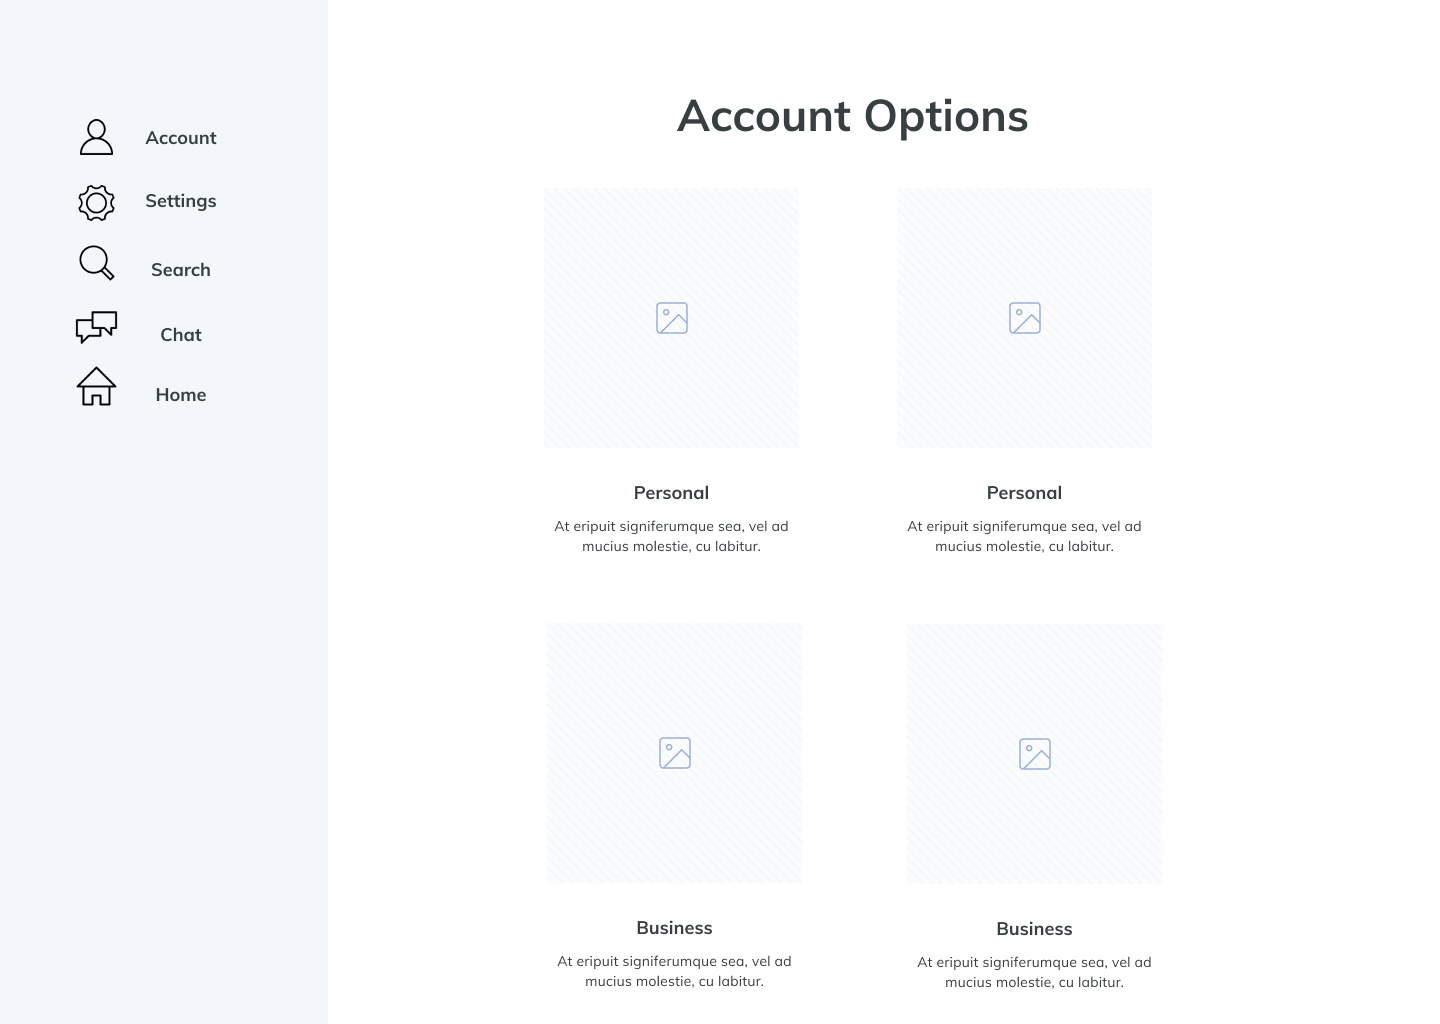 Account
Settings
Search
Chat
Home
Account Options
Personal
At eripuit signiferumque sea, vel ad
mucius molestie, cu labitur.
Personal
At eripuit signiferumque sea, vel ad
mucius molestie, cu labitur.
Business
At eripuit signiferumque sea, vel ad
mucius molestie, cu labitur.
Business
At eripuit signiferumque sea, vel ad
mucius molestie, cu labitur.